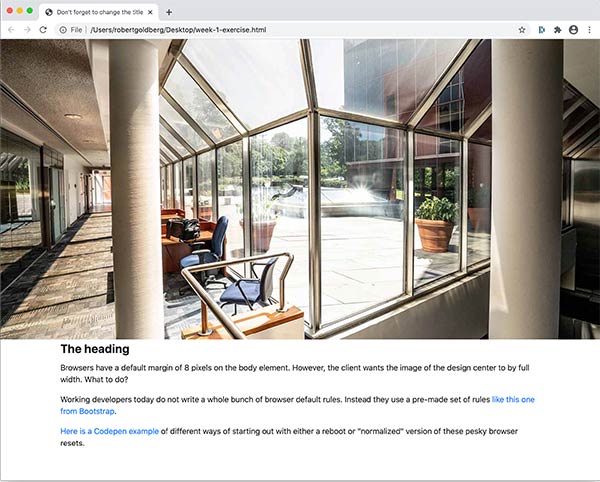 Don't forget to change the title
File | /Users/robertgoldberg/Desktop/week-1-exercise.html
The heading
Browsers have a default margin of 8 pixels on the body element. However, the client wants the image of the design center to by full
width. What to do?
Working developers today do not write a whole bunch of browser default rules. Instead they use a pre-made set of rules like this one
from Bootstrap.
Here is a Codepen example of different ways of starting out with either a reboot or "normalized" version of these pesky browser
resets.